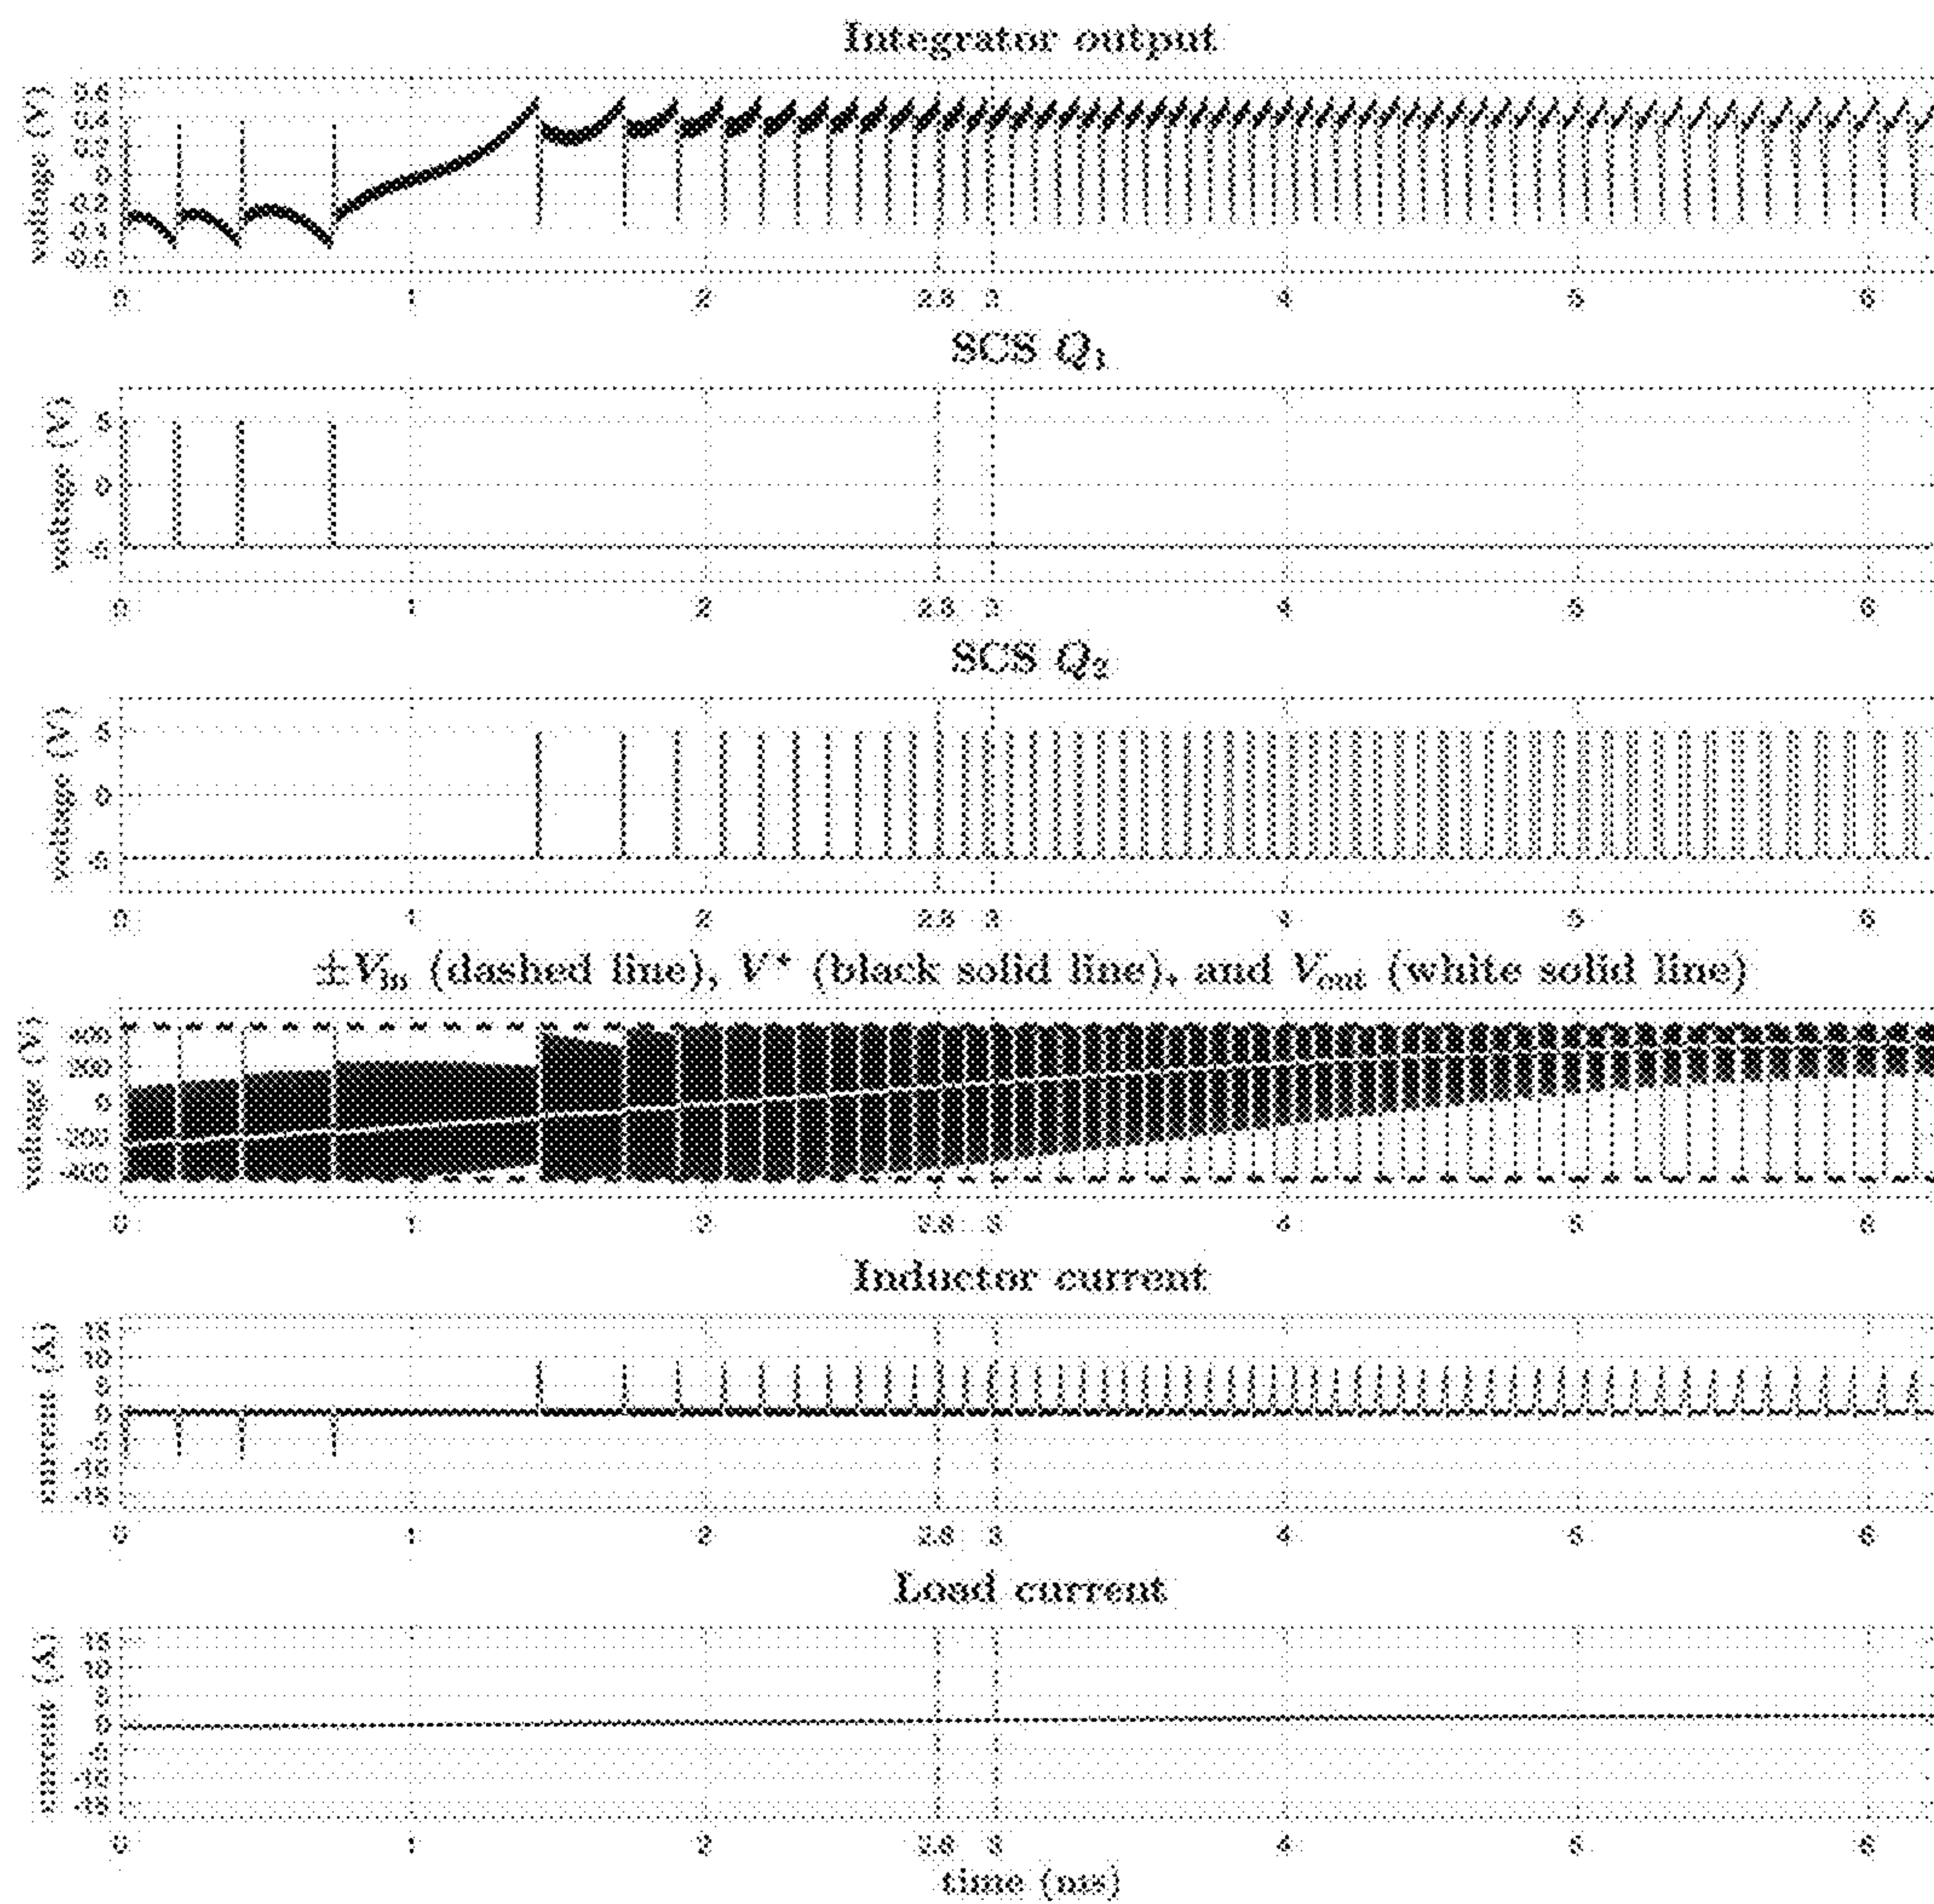 Integrator output
voltage (V)
0 1 2 2.8 3 4 5 6
SCS Q₁
voltage (V)
5
0
-5
0 1 2 2.8 3 4 5 6
SCS Q₂
voltage (V)
5
0
-5
0 1 2 2.8 3 4 5 6
±Vin (dashed line), V* (black solid line), and Vout (white solid line)
voltage (V)
0
0 1 2 2.8 3 4 5 6
Inductor current
current (A)
0
0 1 2 2.8 3 4 5 6
Load current
current (A)
0
0 1 2 2.8 3 4 5 6
time (ms)